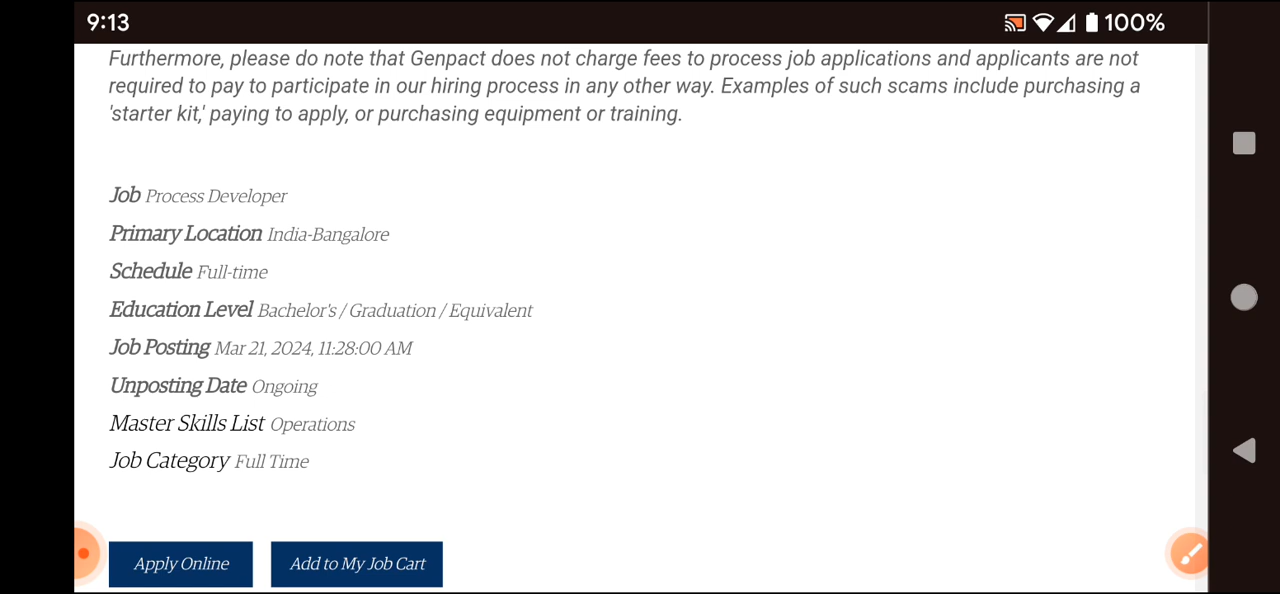 9:13
100%
Furthermore, please do note that Genpact does not charge fees to process job applications and applicants are not
required to pay to participate in our hiring process in any other way. Examples of such scams include purchasing a
'starter kit,' paying to apply, or purchasing equipment or training.
Job Process Developer
Primary Location India-Bangalore
Schedule Full-time
Education Level Bachelor's / Graduation / Equivalent
Job Posting Mar 21, 2024, 11:28:00 AM
Unposting Date Ongoing
Master Skills List Operations
Job Category Full Time
Apply Online
Add to My Job Cart